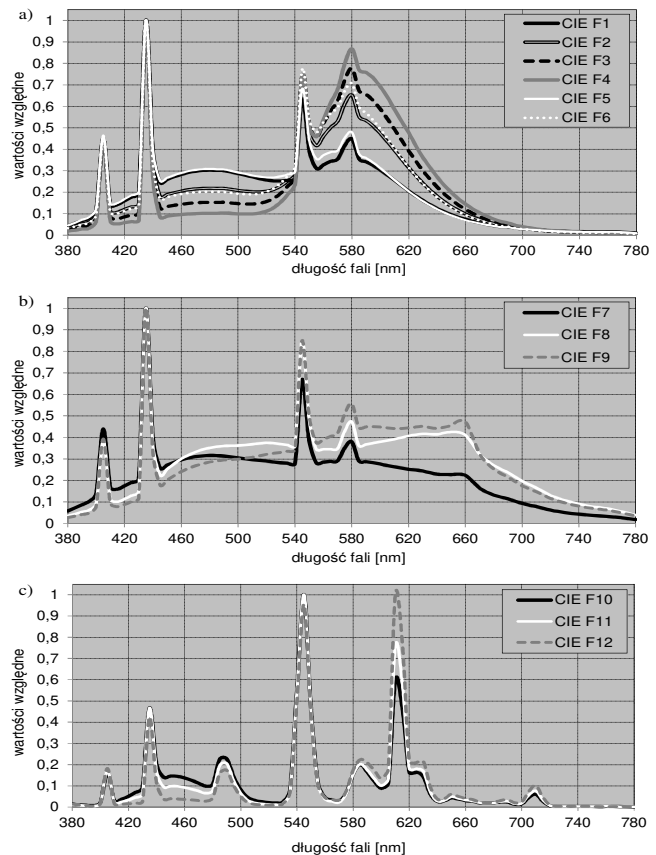 a)
wartości względne
1
0,9
0,8
0,7
0,6
0,5
0,4
0,3
0,2
0,1
0
380 420 460 500 540 580 620 660 700 740 780
długość fali [nm]
CIE F1
CIE F2
CIE F3
CIE F4
CIE F5
CIE F6
b)
wartości względne
1
0,9
0,8
0,7
0,6
0,5
0,4
0,3
0,2
0,1
0
380 420 460 500 540 580 620 660 700 740 780
długość fali [nm]
CIE F7
CIE F8
CIE F9
c)
wartości względne
1
0,9
0,8
0,7
0,6
0,5
0,4
0,3
0,2
0,1
0
380 420 460 500 540 580 620 660 700 740 780
długość fali [nm]
CIE F10
CIE F11
CIE F12